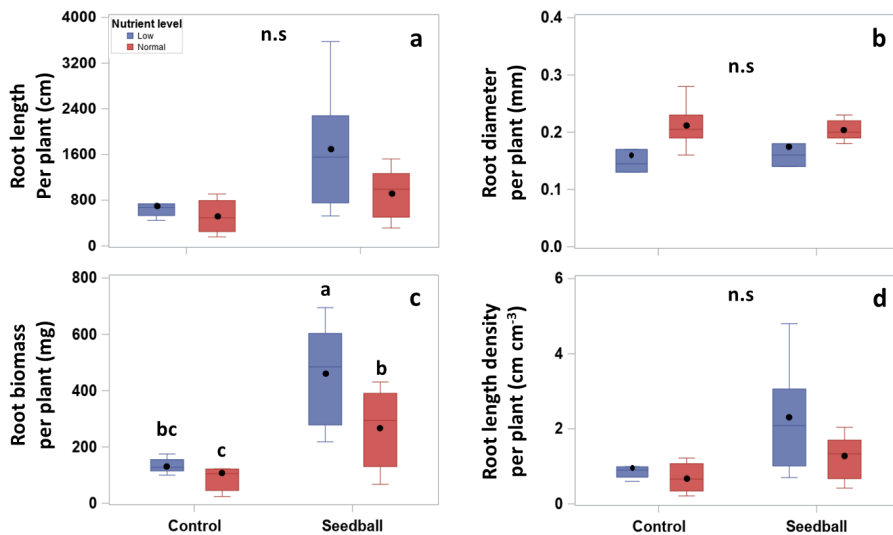 4000
3200
2400
1600
800
0
Root length
Per plant (cm)
Nutrient level
Low
Normal
n.s
a
0.4
0.3
0.2
0.1
0.0
Root diameter
per plant (mm)
n.s
b
800
600
400
200
0
Root biomass
per plant (mg)
bc
c
a
b
c
Control
Seedball
6
4
2
0
Root length density
per plant (cm cm⁻³)
n.s
d
Control
Seedball